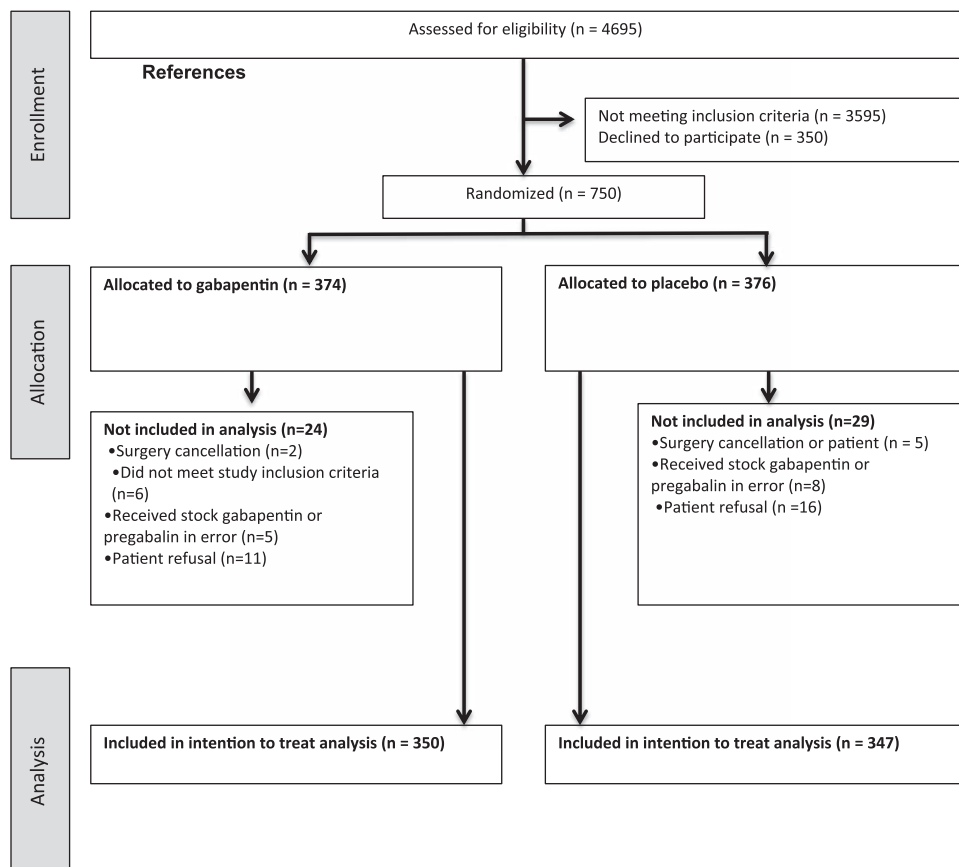 Enrollment
Assessed for eligibility (n = 4695)
References
Not meeting inclusion criteria (n = 3595)
Declined to participate (n = 350)
Randomized (n = 750)
Allocation
Allocated to gabapentin (n = 374)
Allocated to placebo (n = 376)
Not included in analysis (n=24)
•Surgery cancellation (n=2)
•Did not meet study inclusion criteria
(n=6)
•Received stock gabapentin or
pregabalin in error (n=5)
•Patient refusal (n=11)
Not included in analysis (n=29)
•Surgery cancellation or patient (n = 5)
•Received stock gabapentin or
pregabalin in error (n=8)
•Patient refusal (n =16)
Analysis
Included in intention to treat analysis (n = 350)
Included in intention to treat analysis (n = 347)